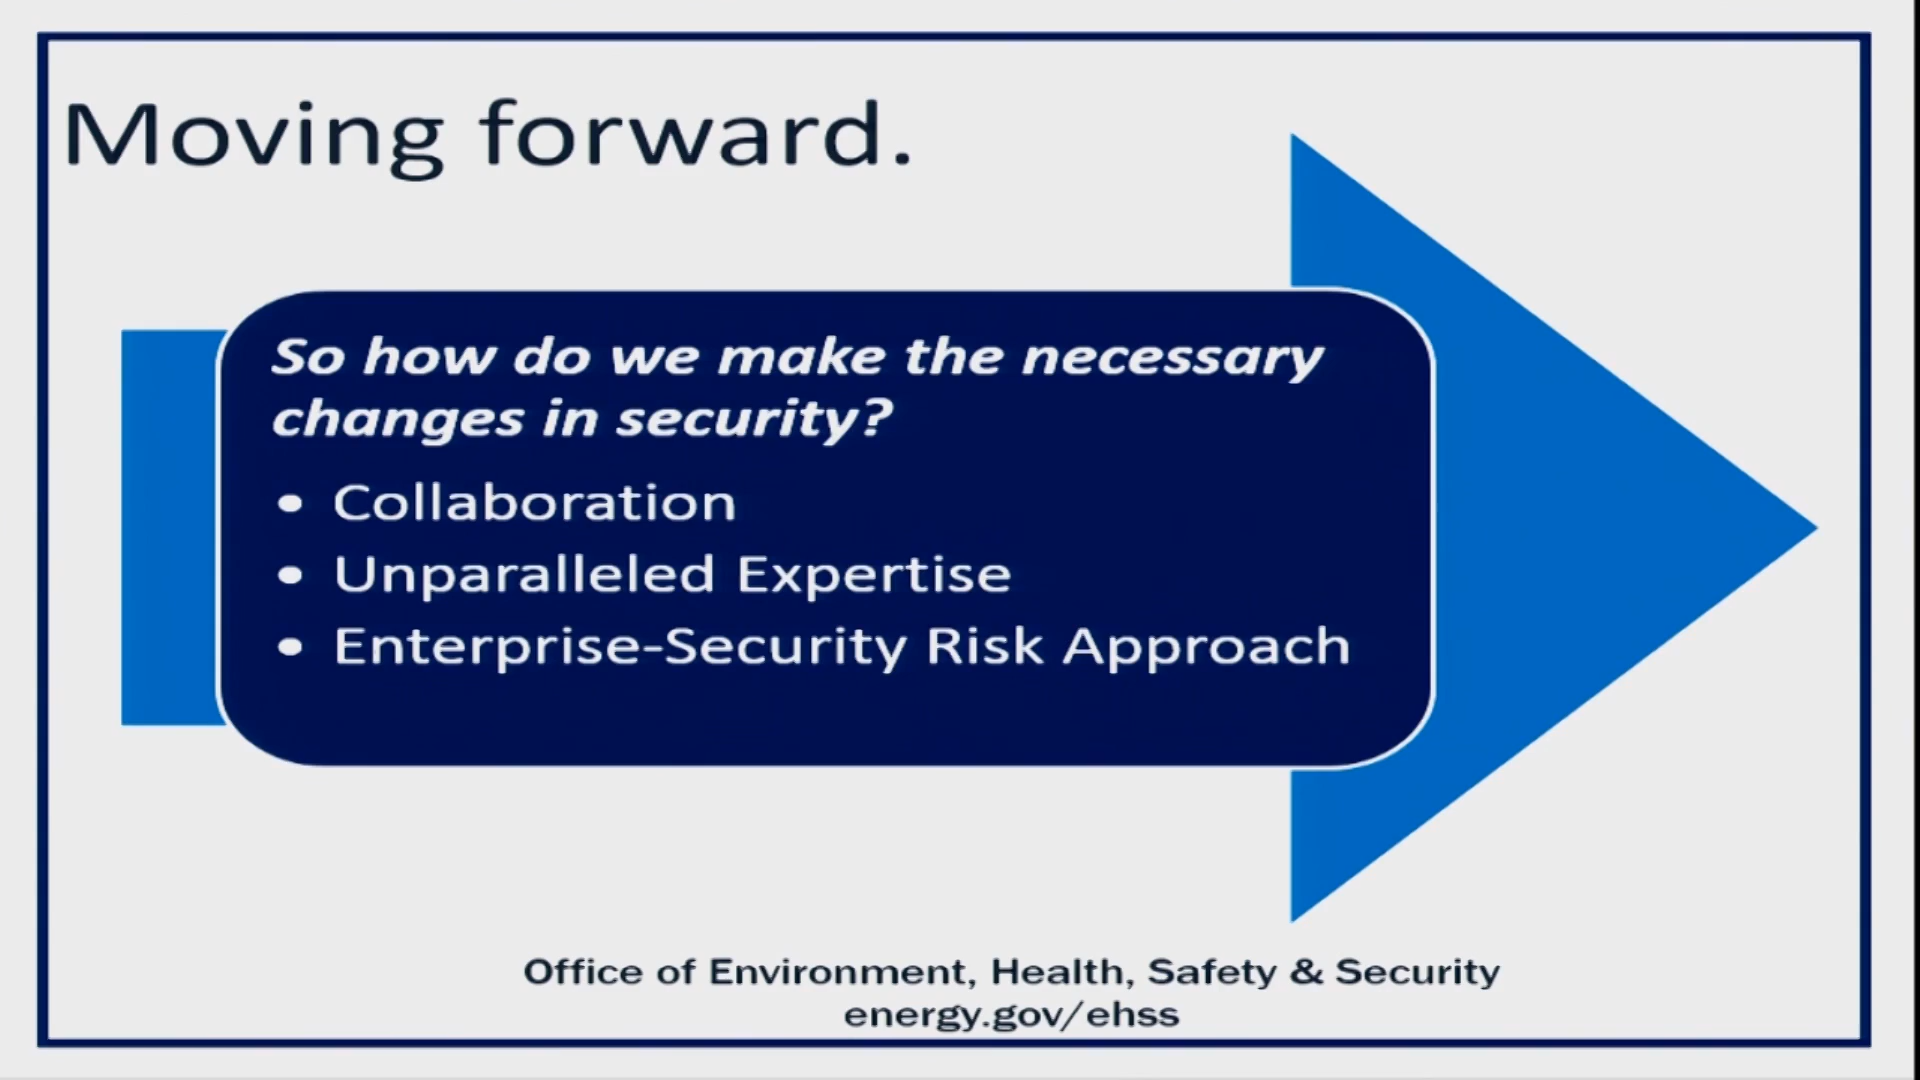 Moving forward.
So how do we make the necessary
changes in security?
• Collaboration
• Unparalleled Expertise
• Enterprise-Security Risk Approach
Office of Environment, Health, Safety & Security
energy.gov/ehss